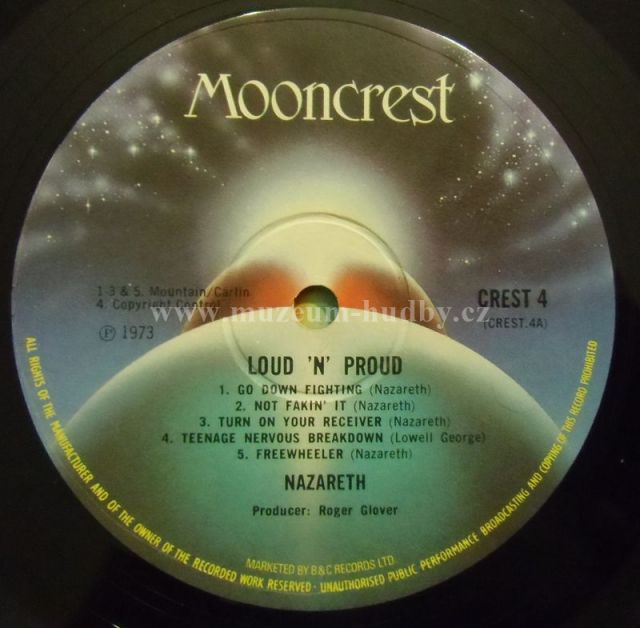 Mooncrest
1-3 & 5. Mountain/Carlin
4. Copyright Control
Ⓟ 1973
CREST 4
(CREST.4A)
www.muzeum-hudby.cz
LOUD 'N' PROUD
1. GO DOWN FIGHTING (Nazareth)
2. NOT FAKIN' IT (Nazareth)
3. TURN ON YOUR RECEIVER (Nazareth)
4. TEENAGE NERVOUS BREAKDOWN (Lowell George)
5. FREEWHEELER (Nazareth)
NAZARETH
Producer: Roger Glover
MARKETED BY B&C RECORDS LTD.
ALL RIGHTS OF THE MANUFACTURER AND OF THE OWNER OF THE RECORDED WORK RESERVED · UNAUTHORISED PUBLIC PERFORMANCE BROADCASTING AND COPYING OF THIS RECORD PROHIBITED